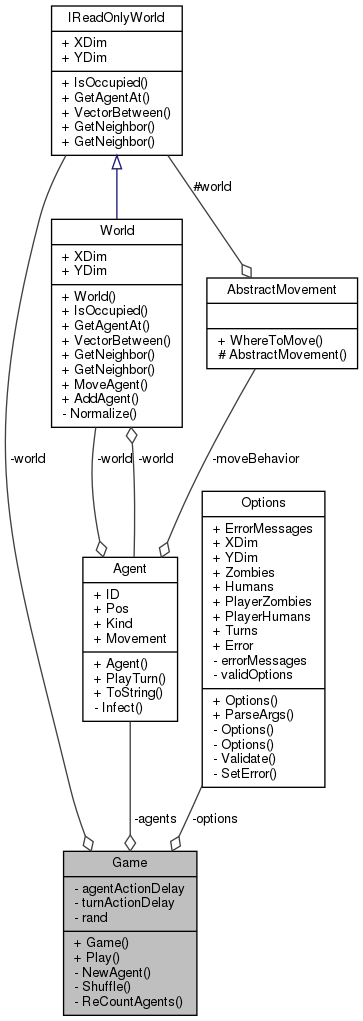 IReadOnlyWorld
+ XDim
+ YDim
+ IsOccupied()
+ GetAgentAt()
+ VectorBetween()
+ GetNeighbor()
+ GetNeighbor()
#world
World
+ XDim
+ YDim
+ World()
+ IsOccupied()
+ GetAgentAt()
+ VectorBetween()
+ GetNeighbor()
+ GetNeighbor()
+ MoveAgent()
+ AddAgent()
- Normalize()
AbstractMovement
+ WhereToMove()
# AbstractMovement()
-world
-world
-world
-moveBehavior
Agent
+ ID
+ Pos
+ Kind
+ Movement
+ Agent()
+ PlayTurn()
+ ToString()
- Infect()
Options
+ ErrorMessages
+ XDim
+ YDim
+ Zombies
+ Humans
+ PlayerZombies
+ PlayerHumans
+ Turns
+ Error
- errorMessages
- validOptions
+ Options()
+ ParseArgs()
- Options()
- Options()
- Validate()
- SetError()
-agents
-options
Game
- agentActionDelay
- turnActionDelay
- rand
+ Game()
+ Play()
- NewAgent()
- Shuffle()
- ReCountAgents()